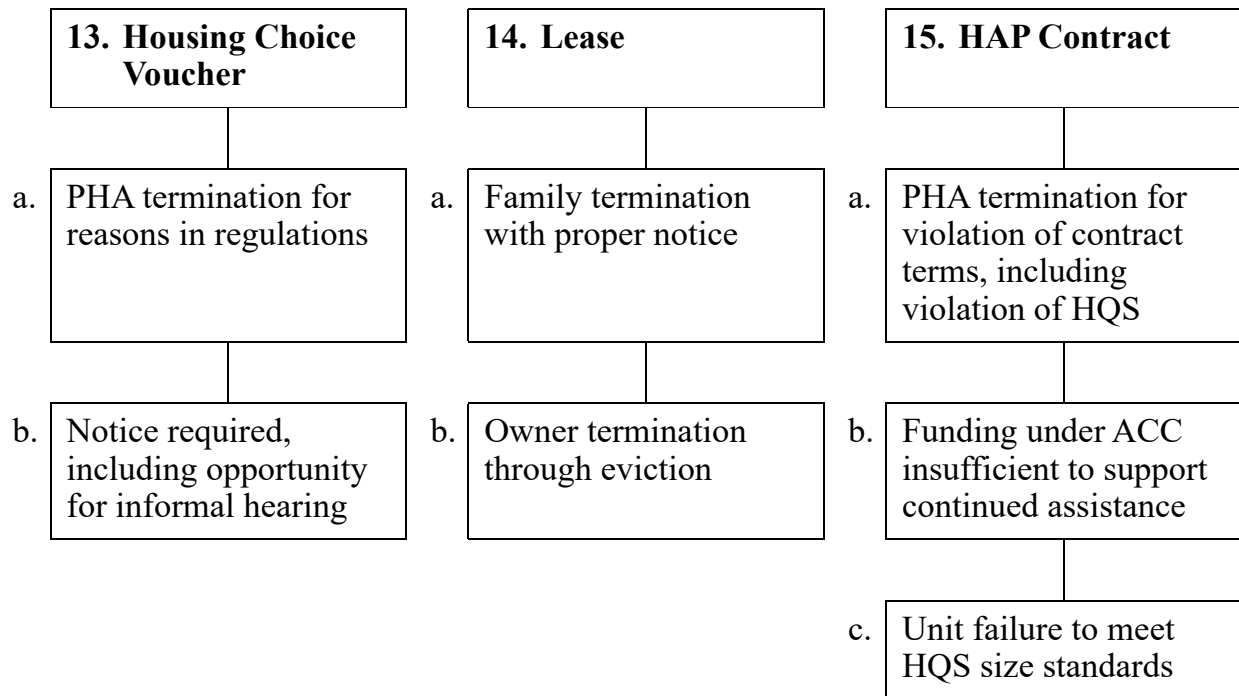 13. Housing Choice
Voucher
a. PHA termination for
reasons in regulations
b. Notice required,
including opportunity
for informal hearing
14. Lease
a. Family termination
with proper notice
b. Owner termination
through eviction
15. HAP Contract
a. PHA termination for
violation of contract
terms, including
violation of HQS
b. Funding under ACC
insufficient to support
continued assistance
c. Unit failure to meet
HQS size standards